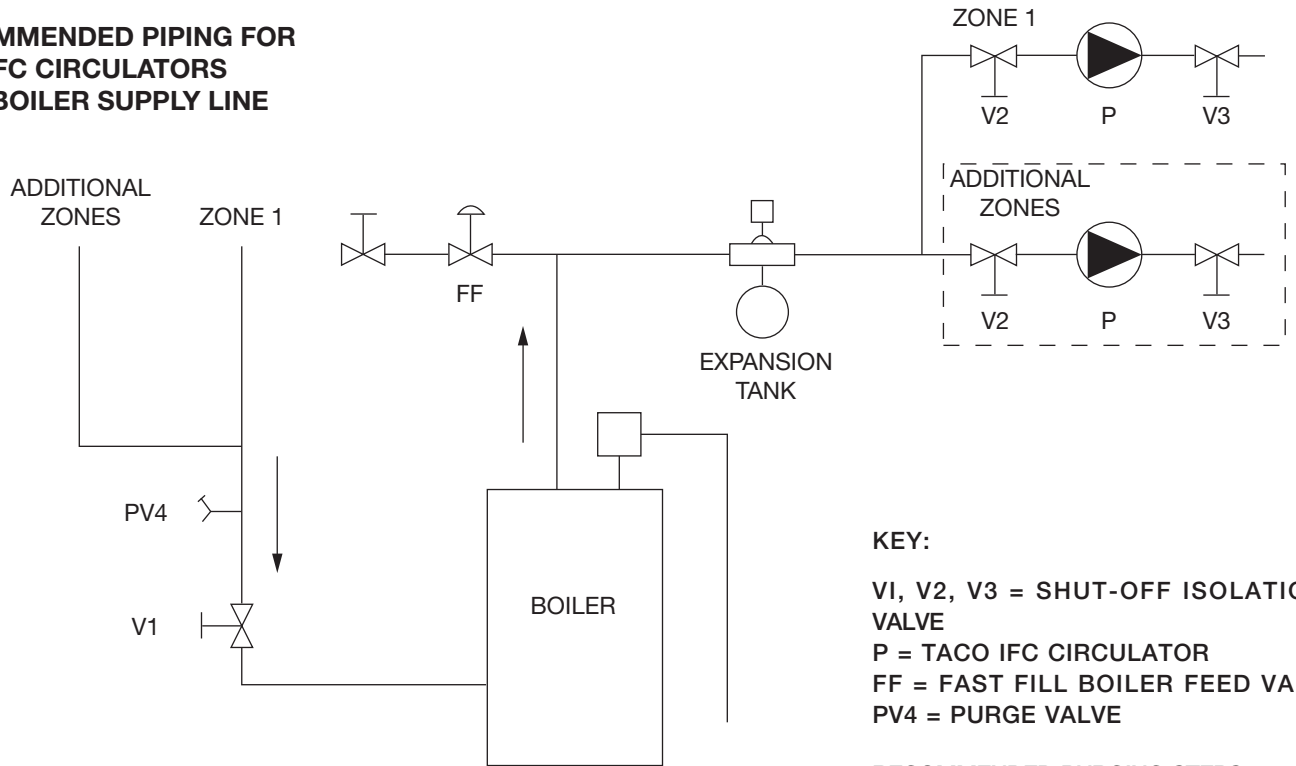 MMENDED PIPING FOR
FC CIRCULATORS
BOILER SUPPLY LINE
ZONE 1
V2
P
V3
ADDITIONAL
ZONES
ZONE 1
FF
ADDITIONAL
ZONES
V2
P
V3
EXPANSION
TANK
PV4
V1
BOILER
KEY:
VI, V2, V3 = SHUT-OFF ISOLATIO
VALVE
P = TACO IFC CIRCULATOR
FF = FAST FILL BOILER FEED VA
PV4 = PURGE VALVE